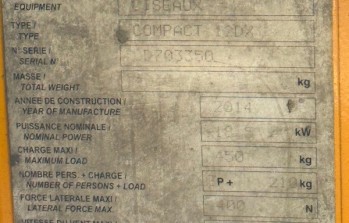 EQUIPMENT CISEAUX
TYPE /
TYPE COMPACT 12DX
N° SERIE /
SERIAL N°
MASSE /
TOTAL WEIGHT kg
ANNEE DE CONSTRUCTION / 2014
YEAR OF MANUFACTURE
PUISSANCE NOMINALE /
NOMINAL POWER kW
CHARGE MAXI /
MAXIMUM LOAD kg
NOMBRE PERS. + CHARGE /
NUMBER OF PERSONS + LOAD P + kg
FORCE LATERALE MAXI / 400
LATERAL FORCE MAX. N